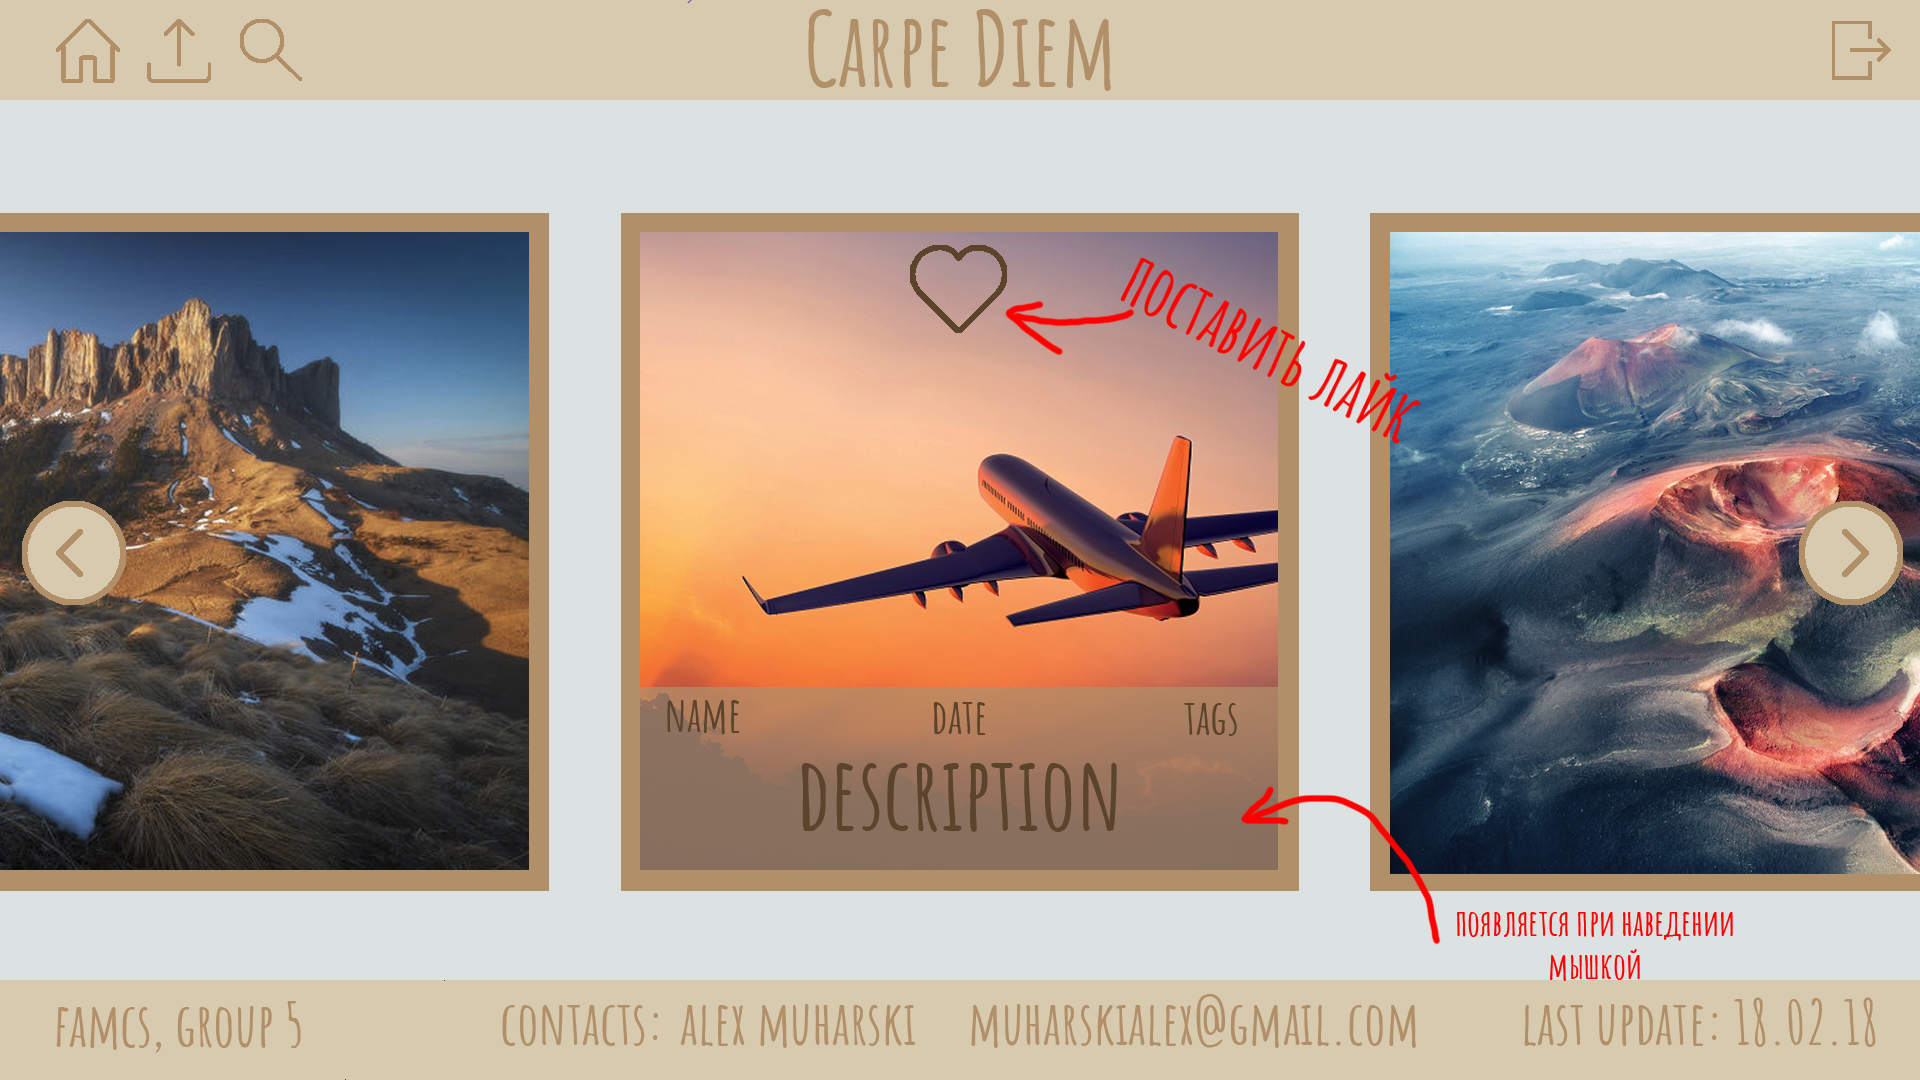 Carpe Diem
поставить лайк
name
date
tags
description
появляется при наведении
мышкой
famcs, group 5
contacts: alex muharski
muharskialex@gmail.com
last update: 18.02.18